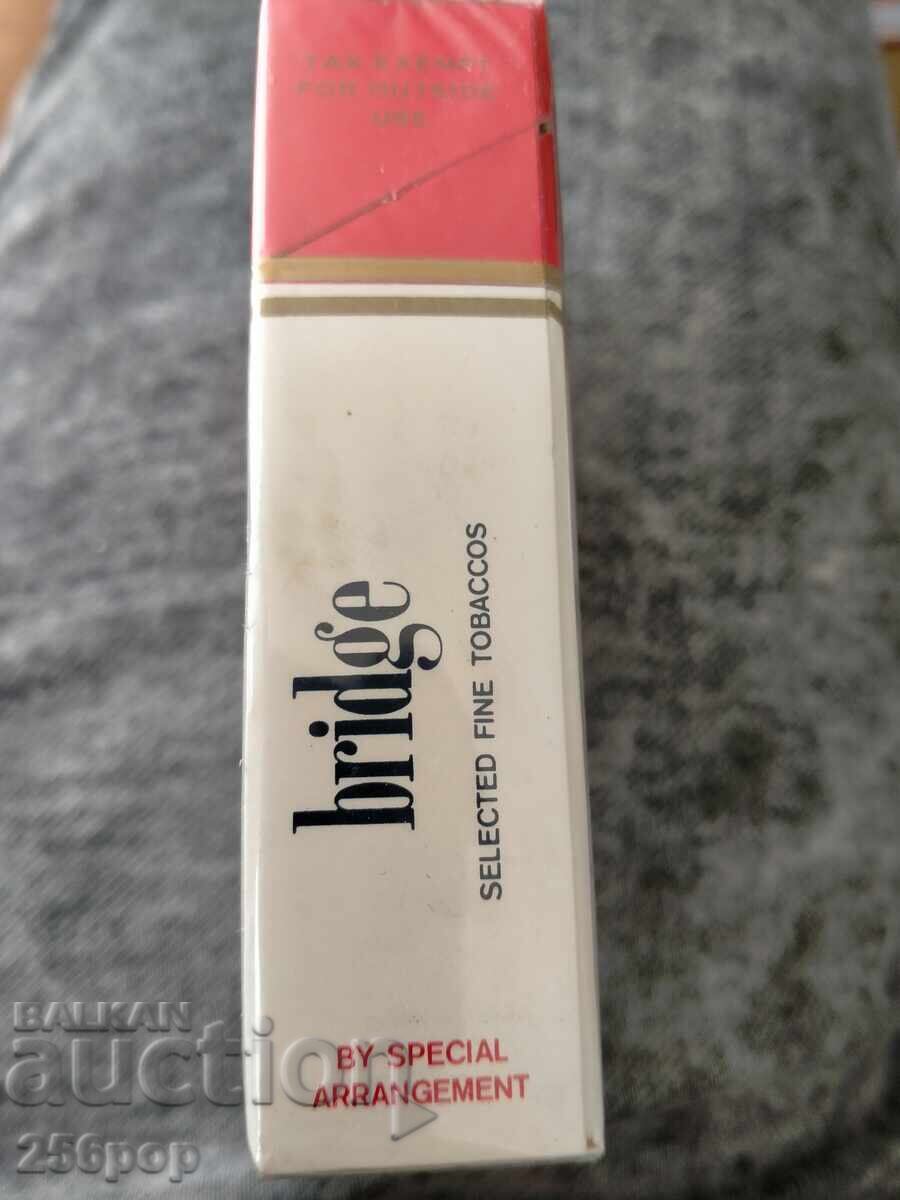 TAX EXEMPT
FOR OUTSIDE
USE
bridge
SELECTED FINE TOBACCOS
BY SPECIAL
ARRANGEMENT
BALKAN
auction
256pop